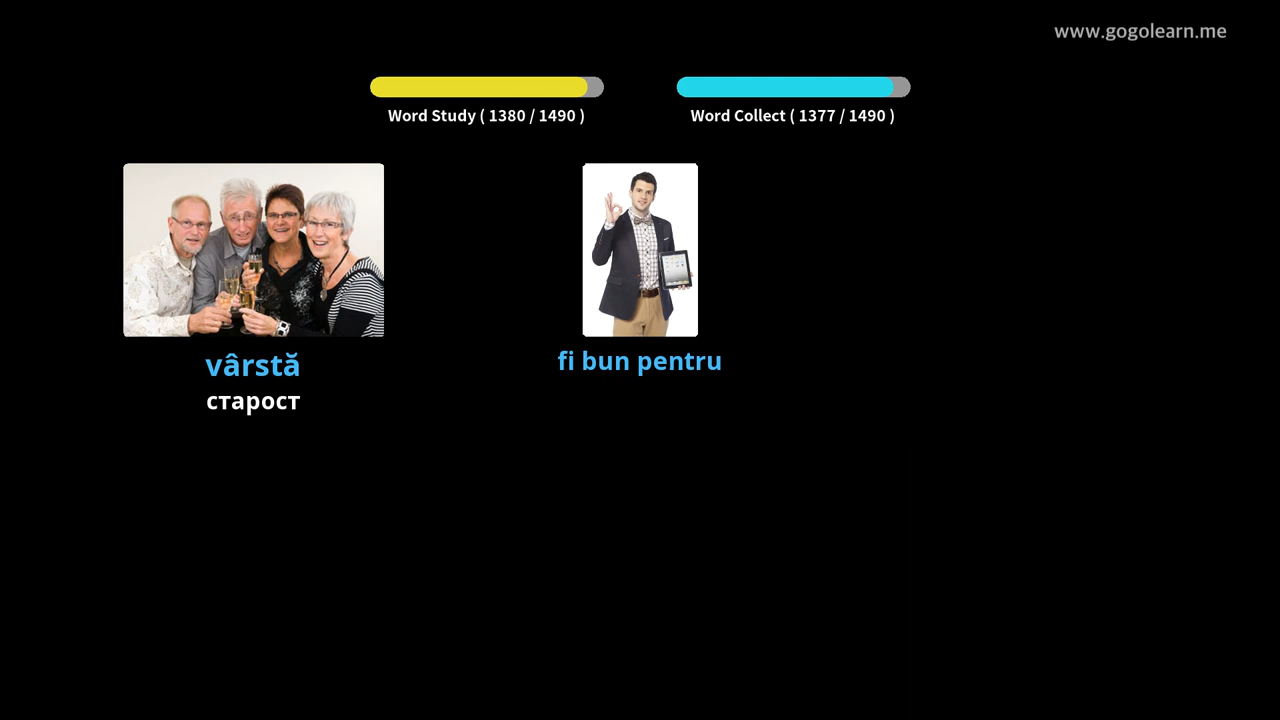 www.gogolearn.me
Word Study ( 1380 / 1490 )
Word Collect ( 1377 / 1490 )
vârstă
старост
fi bun pentru